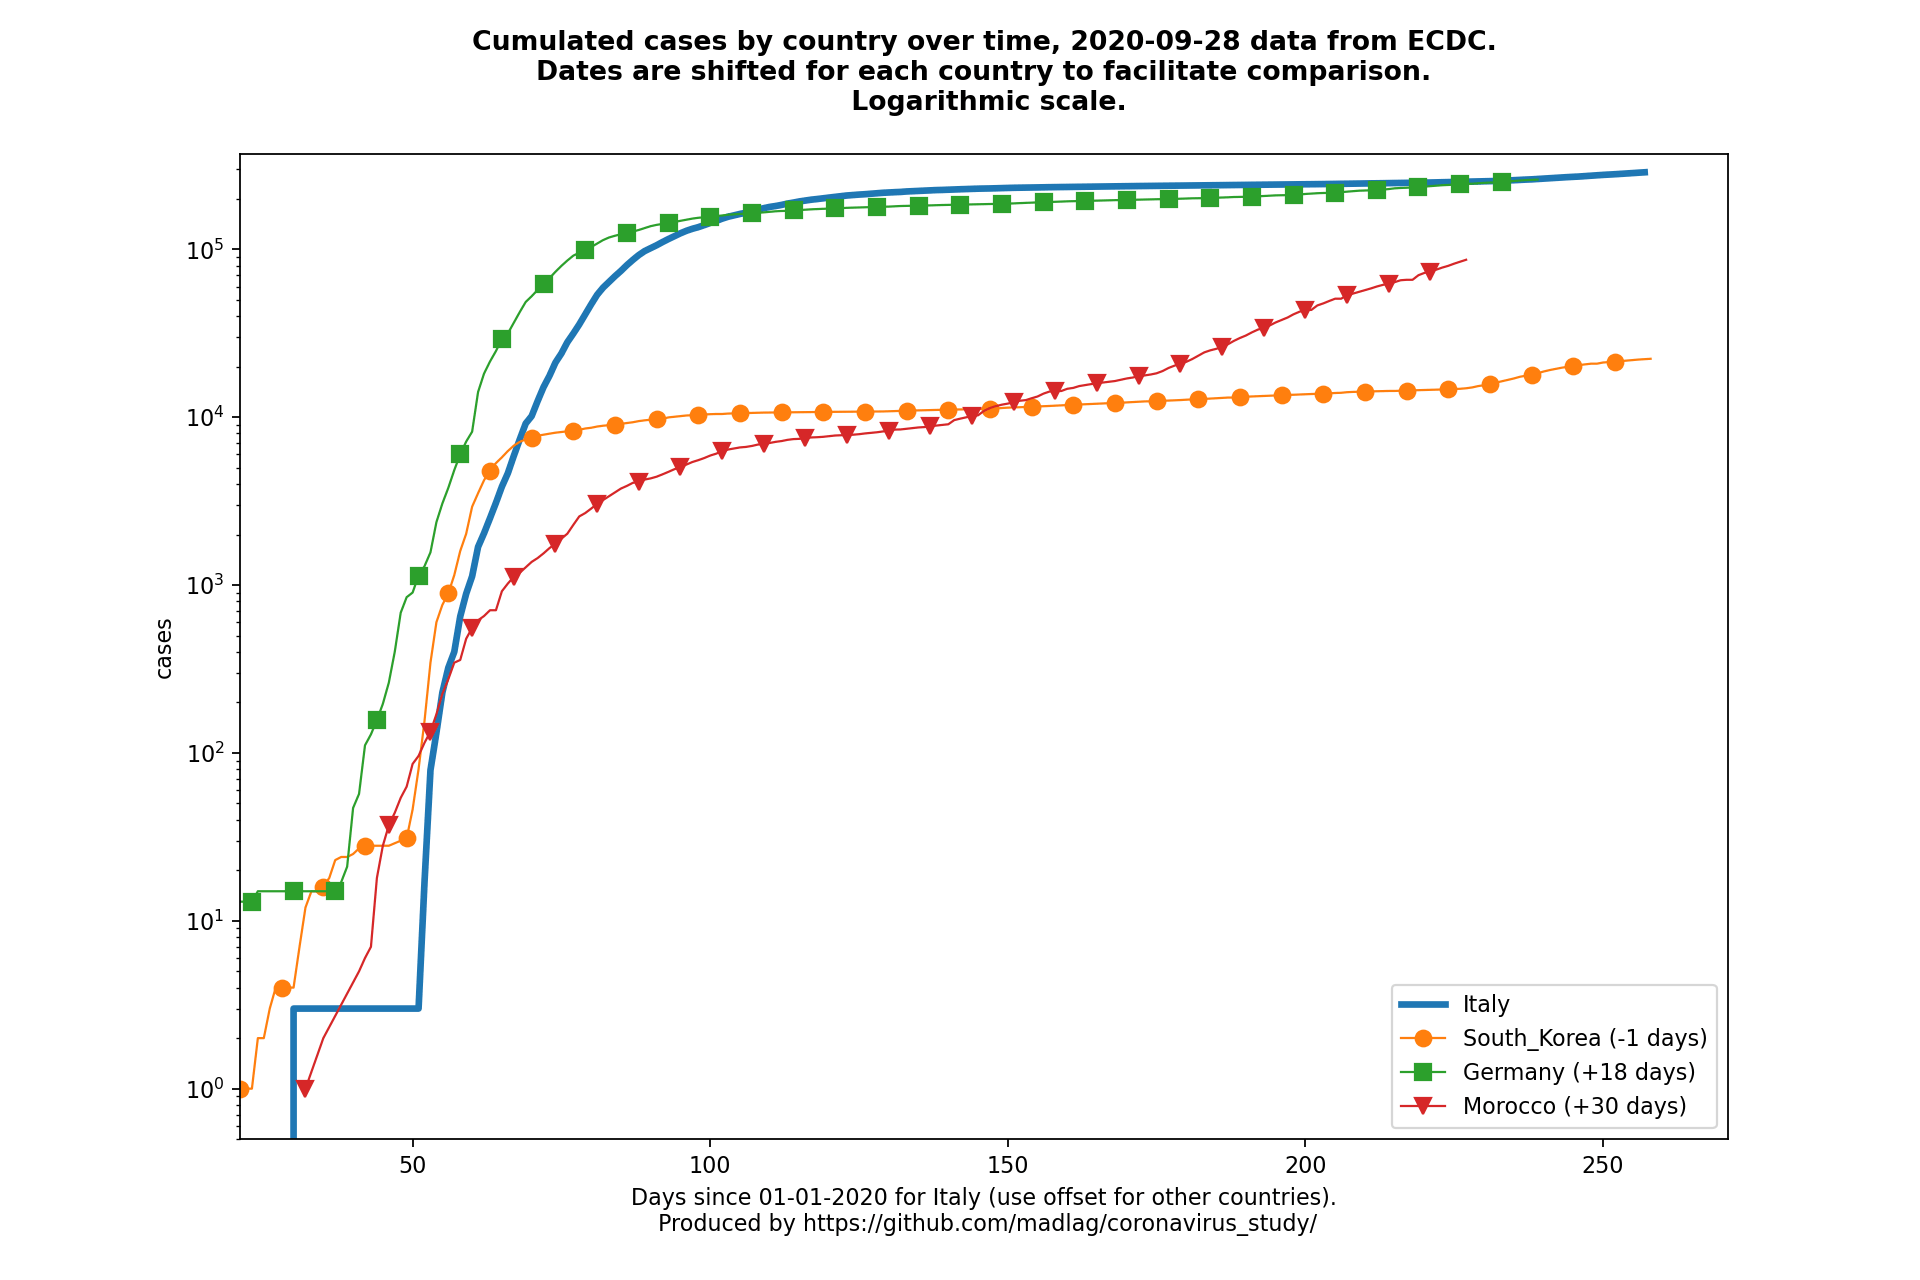 Cumulated cases by country over time, 2020-09-28 data from ECDC.
Dates are shifted for each country to facilitate comparison.
Logarithmic scale.
cases
10^5
10^4
10^3
10^2
10^1
10^0
50 100 150 200 250
Italy
South_Korea (-1 days)
Germany (+18 days)
Morocco (+30 days)
Days since 01-01-2020 for Italy (use offset for other countries).
Produced by https://github.com/madlag/coronavirus_study/